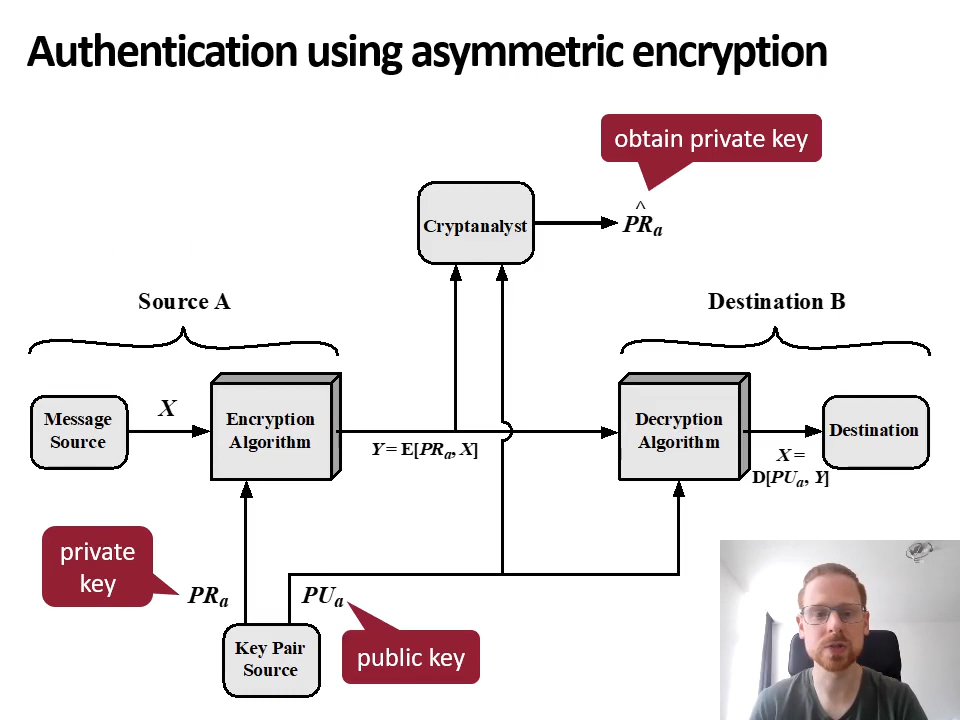 Authentication using asymmetric encryption
obtain private key
Cryptanalyst
^
PRa
Source A
Destination B
Message
Source
X
Encryption
Algorithm
Y = E[PRa, X]
Decryption
Algorithm
X =
D[PUa, Y]
Destination
private
key
PRa
PUa
public key
Key Pair
Source